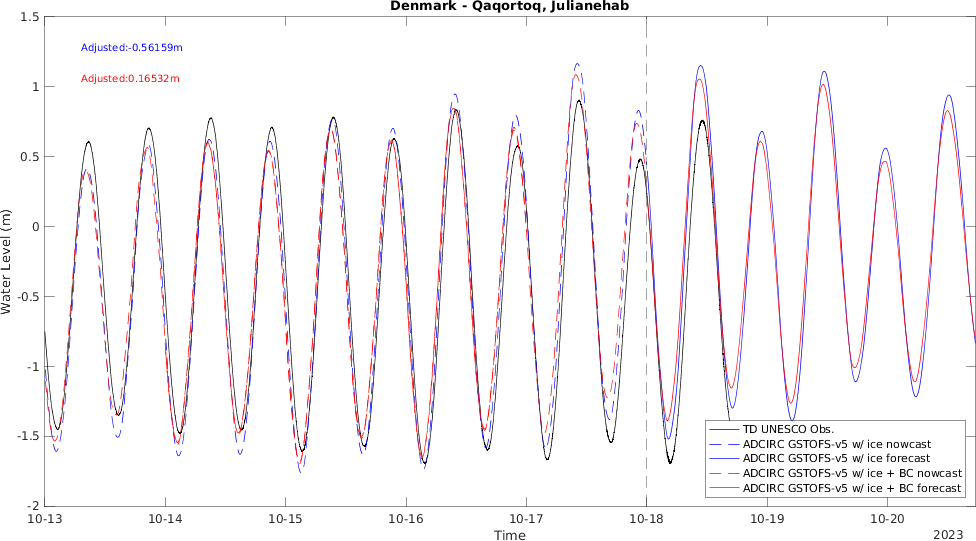 Denmark - Qaqortoq, Julianehab
Adjusted:-0.56159m
Adjusted:0.16532m
Water Level (m)
1.5
1
0.5
0
-0.5
-1
-1.5
-2
TD UNESCO Obs.
ADCIRC GSTOFS-v5 w/ ice nowcast
ADCIRC GSTOFS-v5 w/ ice forecast
ADCIRC GSTOFS-v5 w/ ice + BC nowcast
ADCIRC GSTOFS-v5 w/ ice + BC forecast
10-13 10-14 10-15 10-16 10-17 10-18 10-19 10-20
Time
2023